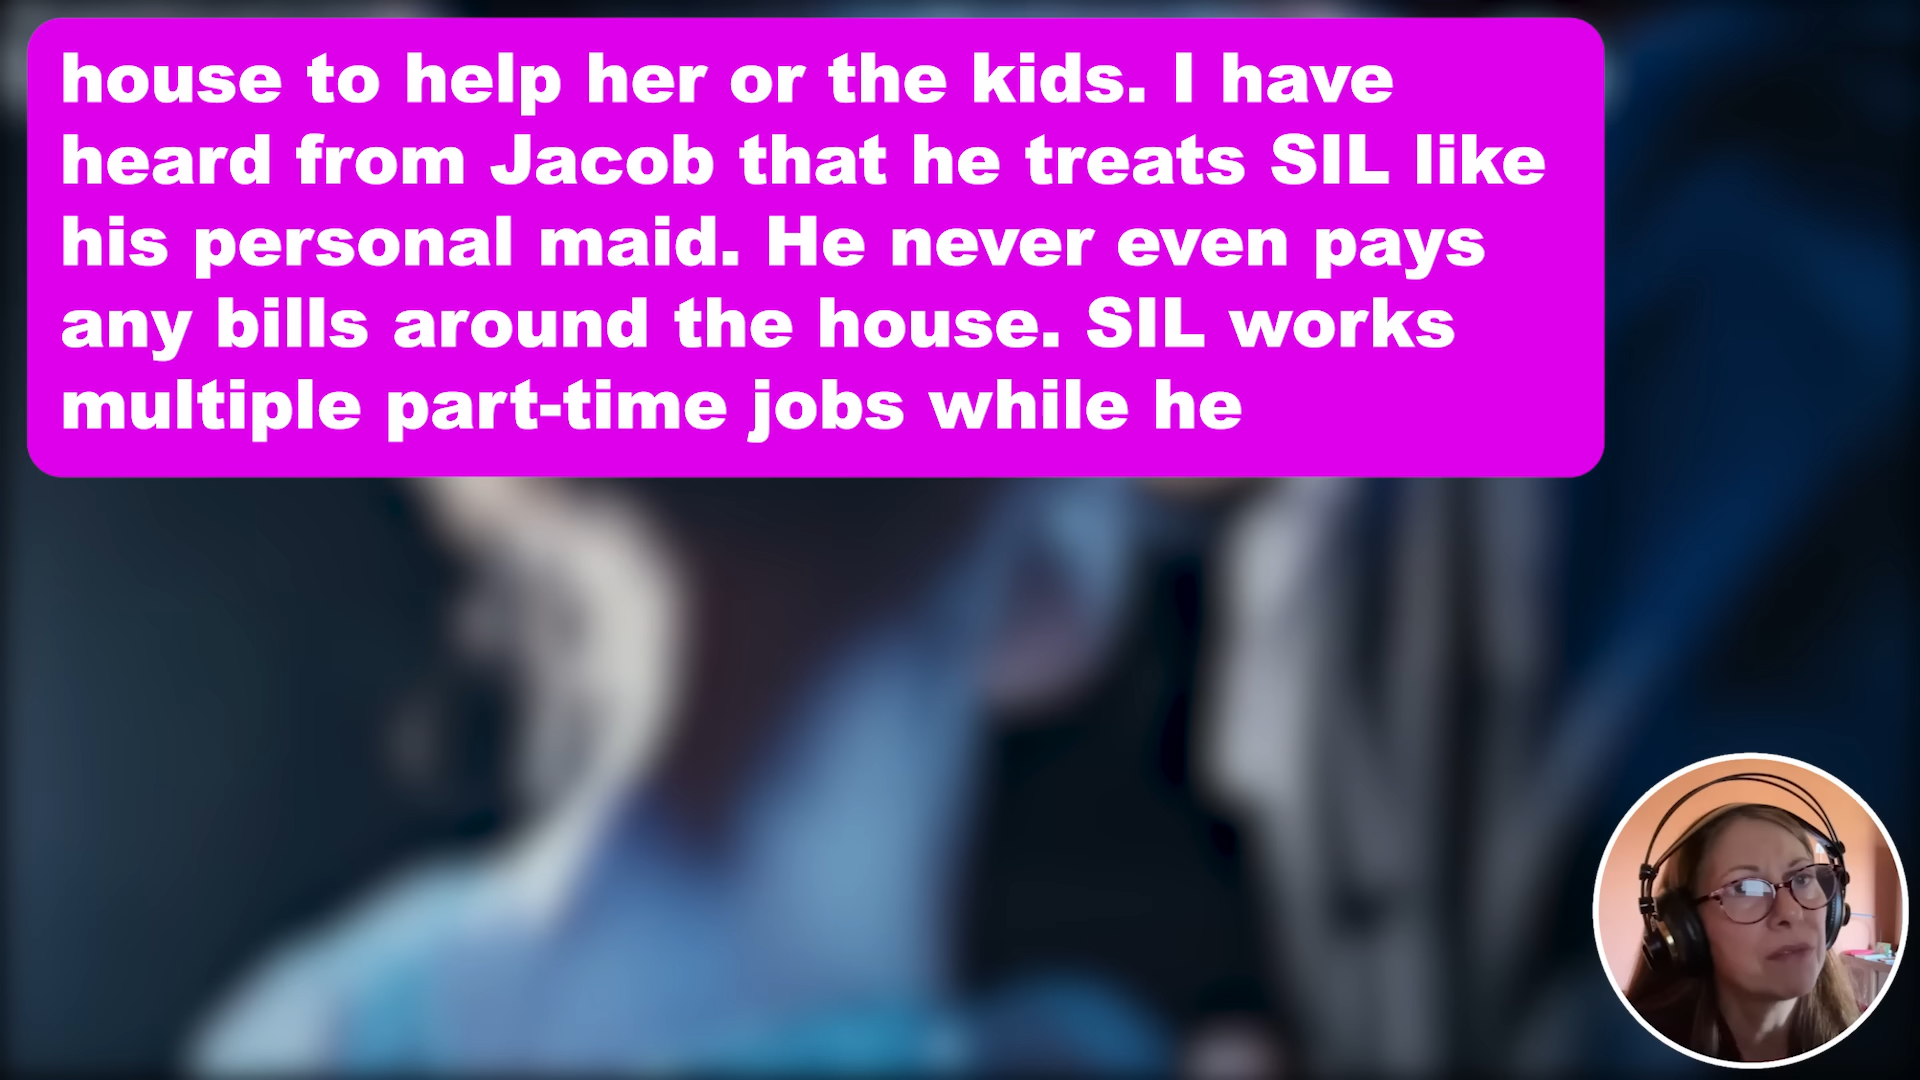 house to help her or the kids. I have
heard from Jacob that he treats SIL like
his personal maid. He never even pays
any bills around the house. SIL works
multiple part-time jobs while he